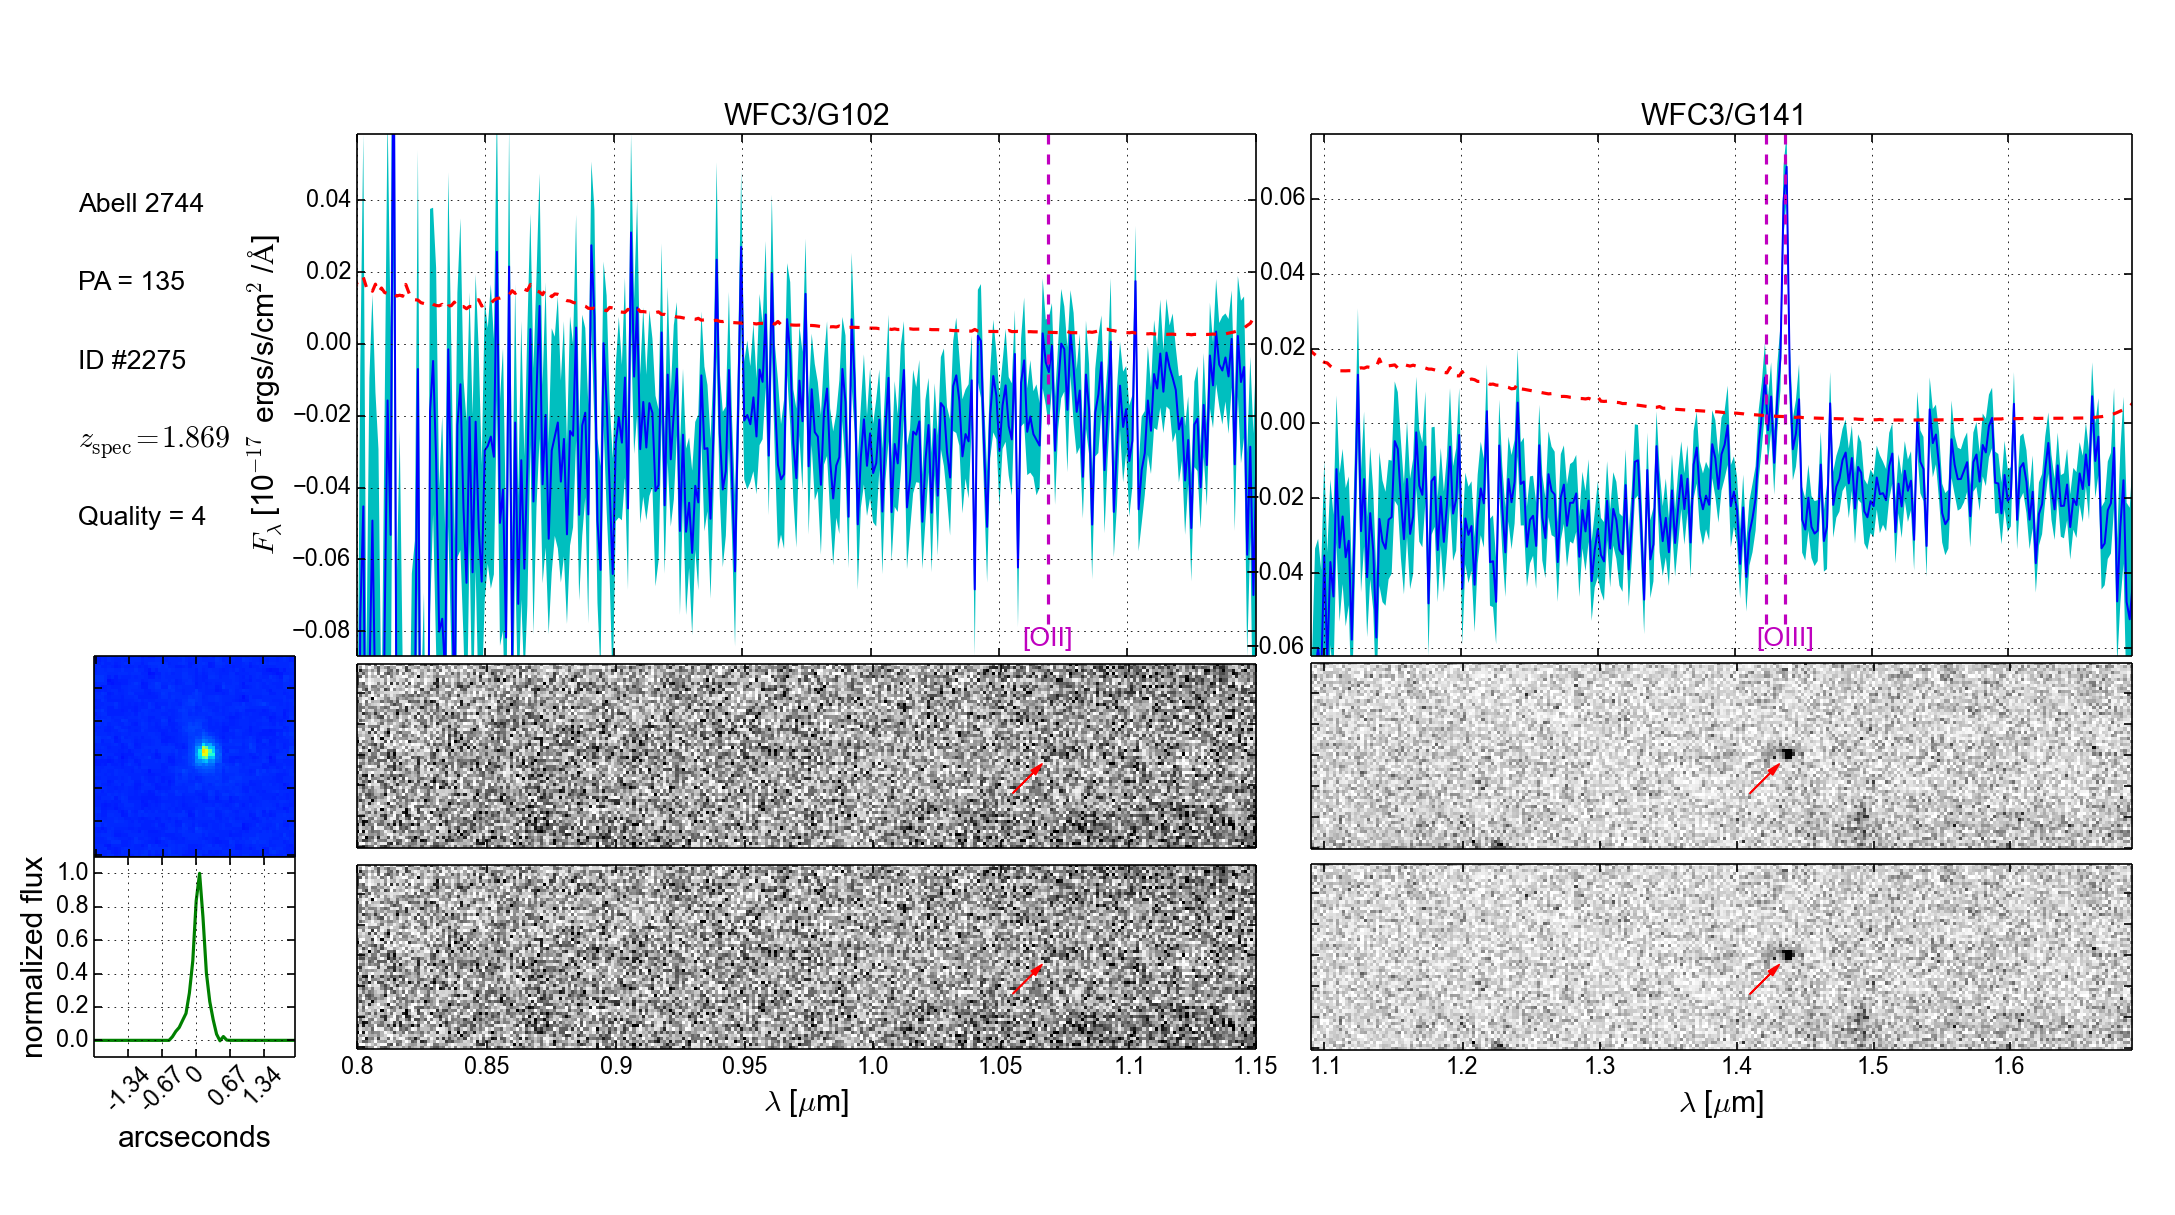 WFC3/G102
WFC3/G141
Abell 2744
PA = 135
ID #2275
z_spec = 1.869
Quality = 4
F_λ [10^−17 ergs/s/cm^2 /Å]
0.04
0.02
0.00
−0.02
−0.04
−0.06
−0.08
[OII]
0.06
0.04
0.02
0.00
0.02
0.04
0.06
[OIII]
normalized flux
1.0
0.8
0.6
0.4
0.2
0.0
-1.34 -0.67 0 0.67 1.34
arcseconds
0.8 0.85 0.9 0.95 1.0 1.05 1.1 1.15
λ [μm]
1.1 1.2 1.3 1.4 1.5 1.6
λ [μm]